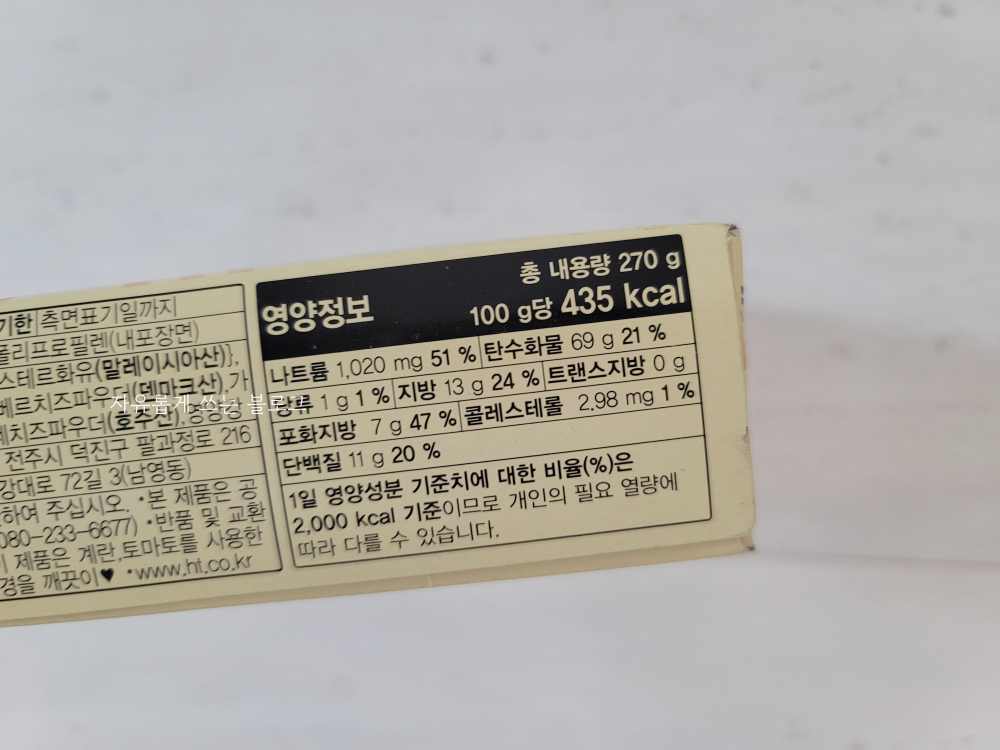 기한 측면표기일까지
폴리프로필렌(내포장면)
스테르화유(말레이시아산)},
베르치즈파우더(덴마크산),가
체치즈파우더(호주산),
전주시 덕진구 팔과정로 216
강대로 72길 3(남영동)
하여 주십시오. •본 제품은 공
080-233-6677) •반품 및 교환
제품은 계란,토마토를 사용한
경을 깨끗이♥ •www.ht.co.kr
자유롭게 쓰는 블로그
영양정보
총 내용량 270 g
100 g당 435 kcal
나트륨 1,020 mg 51 % 탄수화물 69 g 21 %
당류 1 g 1 % 지방 13 g 24 % 트랜스지방 0 g
포화지방 7 g 47 % 콜레스테롤 2.98 mg 1 %
단백질 11 g 20 %
1일 영양성분 기준치에 대한 비율(%)은
2,000 kcal 기준이므로 개인의 필요 열량에
따라 다를 수 있습니다.